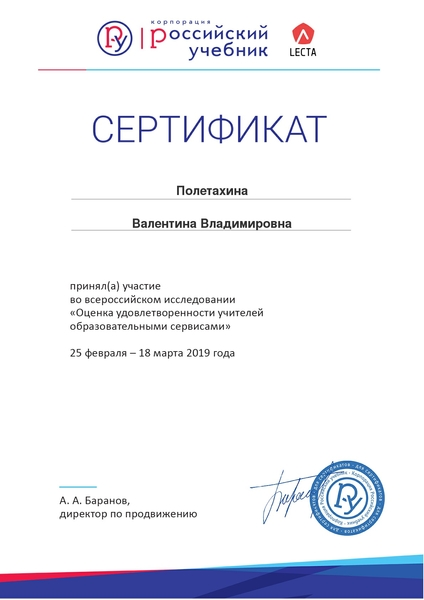 корпорация
российский
учебник
LECTA
СЕРТИФИКАТ
Полетахина
Валентина Владимировна
принял(а) участие
во всероссийском исследовании
«Оценка удовлетворенности учителей
образовательными сервисами»
25 февраля – 18 марта 2019 года
А. А. Баранов,
директор по продвижению